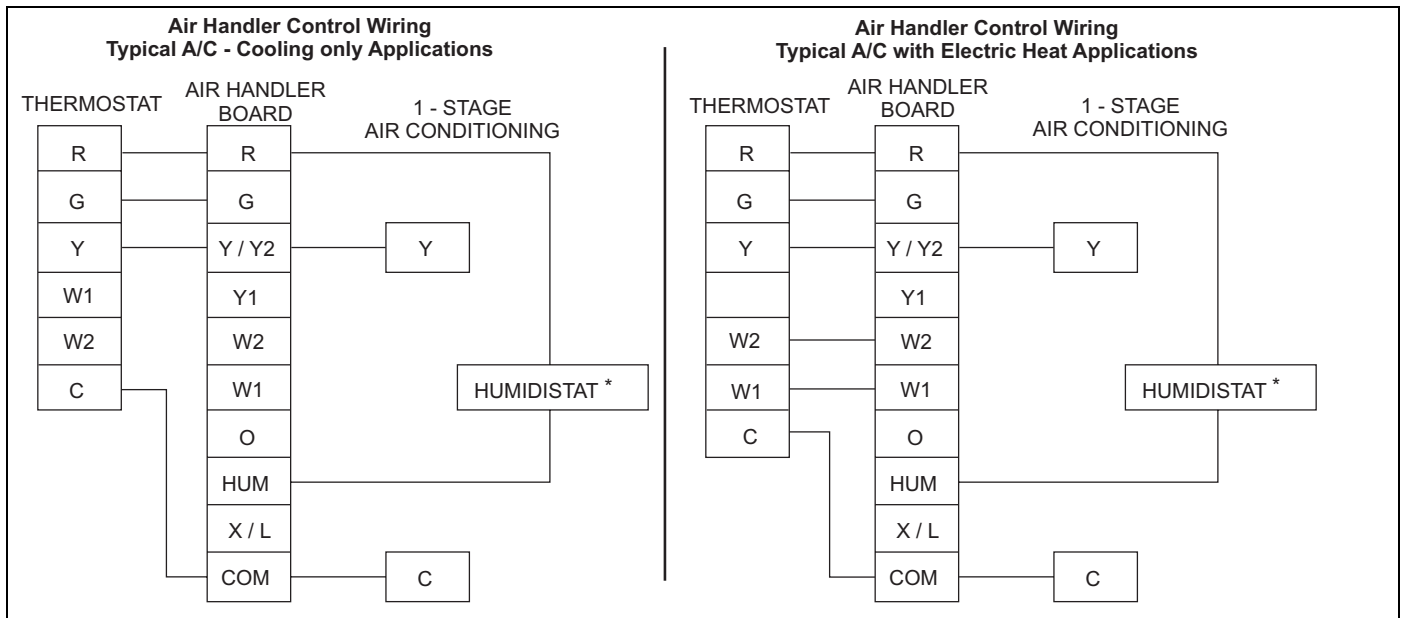 Air Handler Control Wiring
Typical A/C - Cooling only Applications
THERMOSTAT
AIR HANDLER
BOARD
1 - STAGE
AIR CONDITIONING
R
G
Y
W1
W2
C
R
G
Y / Y2
Y1
W2
W1
O
HUM
X / L
COM
Y
HUMIDISTAT *
C
Air Handler Control Wiring
Typical A/C with Electric Heat Applications
THERMOSTAT
AIR HANDLER
BOARD
1 - STAGE
AIR CONDITIONING
R
G
Y
W2
W1
C
R
G
Y / Y2
Y1
W2
W1
O
HUM
X / L
COM
Y
HUMIDISTAT *
C